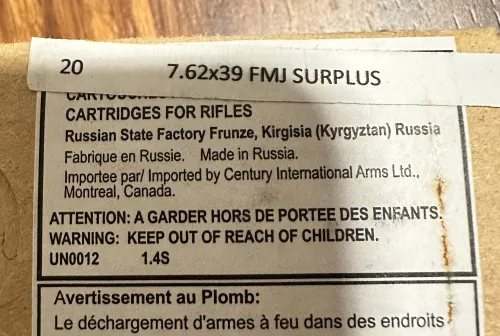 20 7.62x39 FMJ SURPLUS
CARTRIDGES FOR RIFLES
Russian State Factory Frunze, Kirgisia (Kyrgyztan) Russia
Fabrique en Russie. Made in Russia.
Importee par/ Imported by Century International Arms Ltd.,
Montreal, Canada.
ATTENTION: A GARDER HORS DE PORTEE DES ENFANTS.
WARNING: KEEP OUT OF REACH OF CHILDREN.
UN0012 1.4S
Avertissement au Plomb:
Le déchargement d'armes à feu dans des endroits